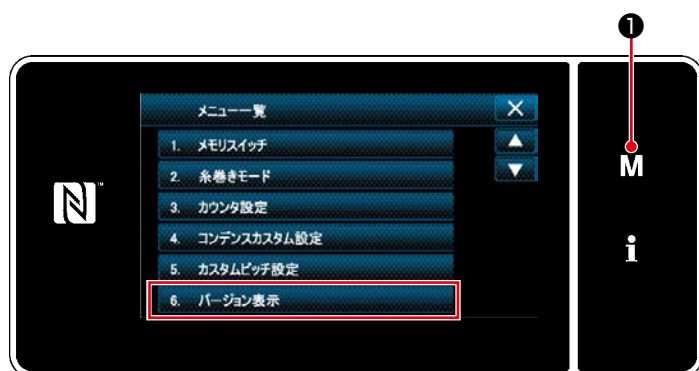 ❶
メニュー一覧
1. メモリスイッチ
2. 糸巻きモード
3. カウンタ設定
4. コンデンスカスタム設定
5. カスタムピッチ設定
6. バージョン表示
N™
M
i